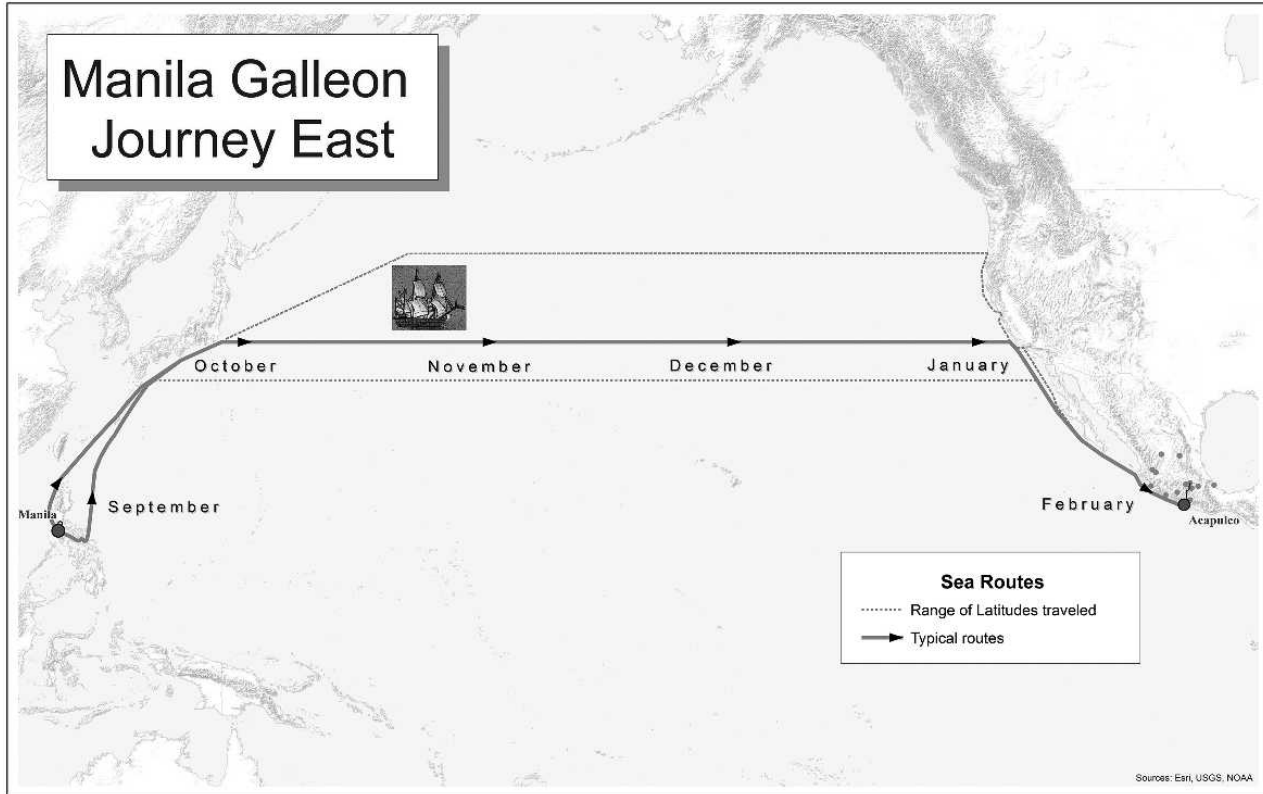 Manila Galleon
Journey East
October
November
December
January
September
Manila
February
Acapulco
Sea Routes
Range of Latitudes traveled
Typical routes
Sources: Esri, USGS, NOAA